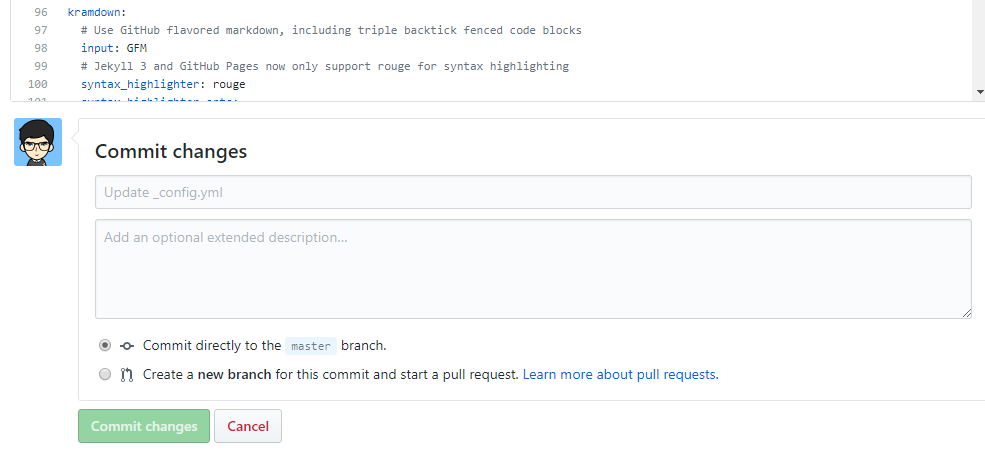 96 kramdown:
97 # Use GitHub flavored markdown, including triple backtick fenced code blocks
98 input: GFM
99 # Jekyll 3 and GitHub Pages now only support rouge for syntax highlighting
100 syntax_highlighter: rouge
Commit changes
Update _config.yml
Add an optional extended description…
Commit directly to the master branch.
Create a new branch for this commit and start a pull request. Learn more about pull requests.
Commit changes Cancel